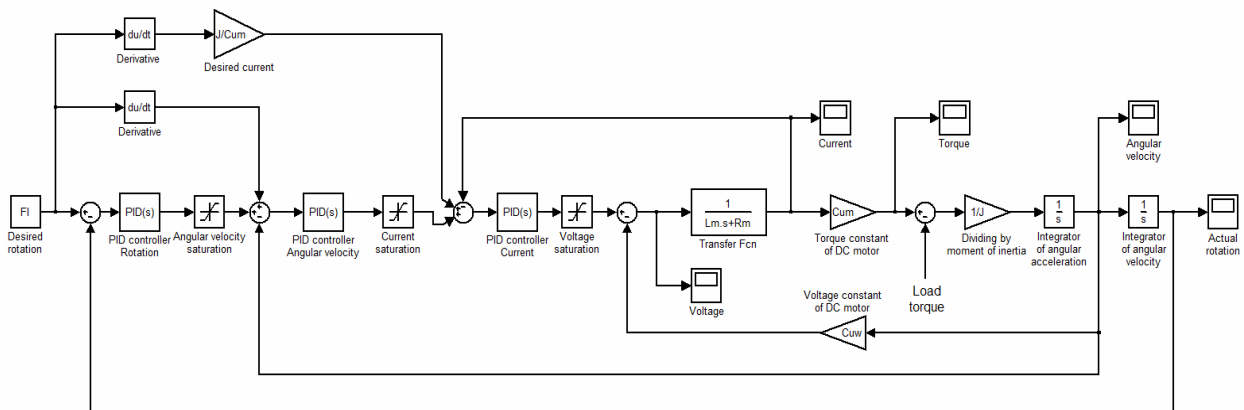 du/dt
Derivative
J/Cum
Desired current
du/dt
Derivative
Current
Torque
Angular
velocity
FI
Desired
rotation
PID(s)
PID controller
Rotation
Angular velocity
saturation
PID(s)
PID controller
Angular velocity
Current
saturation
PID(s)
PID controller
Current
Voltage
saturation
1
Lm.s+Rm
Transfer Fcn
Cum
Torque constant
of DC motor
1/J
Dividing by
moment of inertia
1
s
Integrator
of angular
acceleration
1
s
Integrator
of angular
velocity
Actual
rotation
Load
torque
Voltage
Voltage constant
of DC motor
Cuw